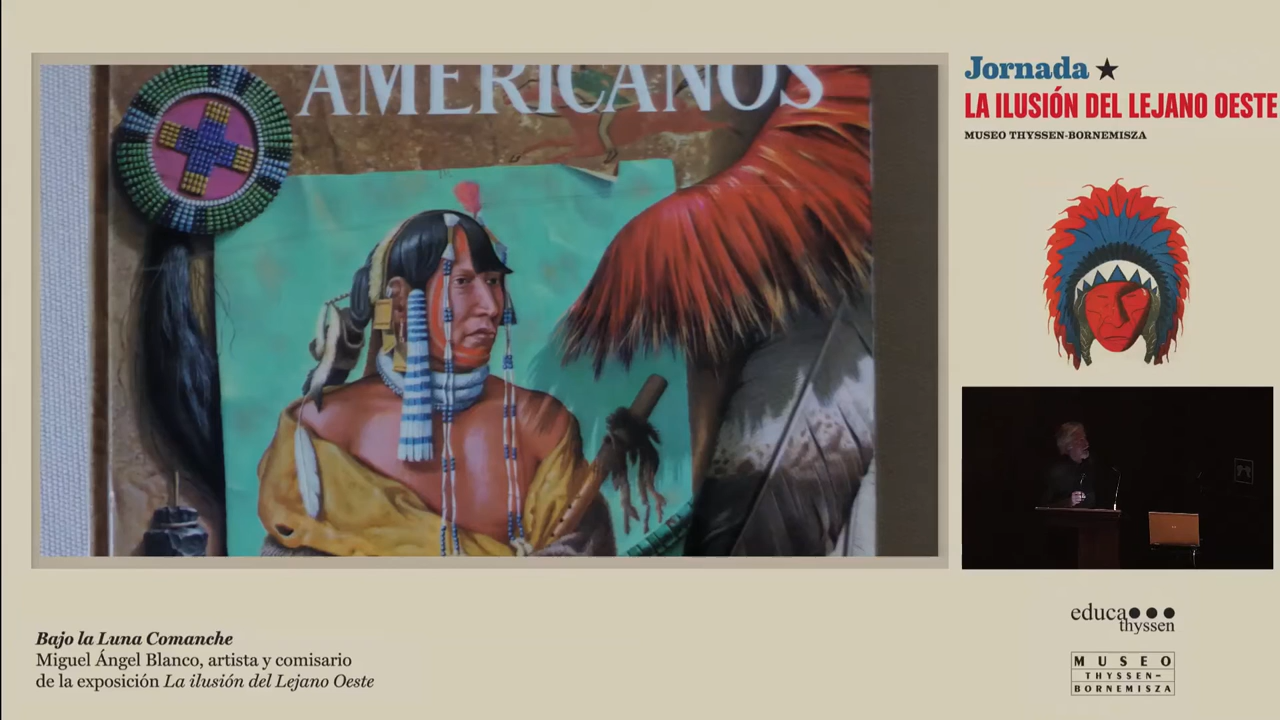 AMERICANOS
Jornada ★
LA ILUSIÓN DEL LEJANO OESTE
MUSEO THYSSEN-BORNEMISZA
Bajo la Luna Comanche
Miguel Ángel Blanco, artista y comisario
de la exposición La ilusión del Lejano Oeste
educa
thyssen
MUSEO
THYSSEN-
BORNEMISZA